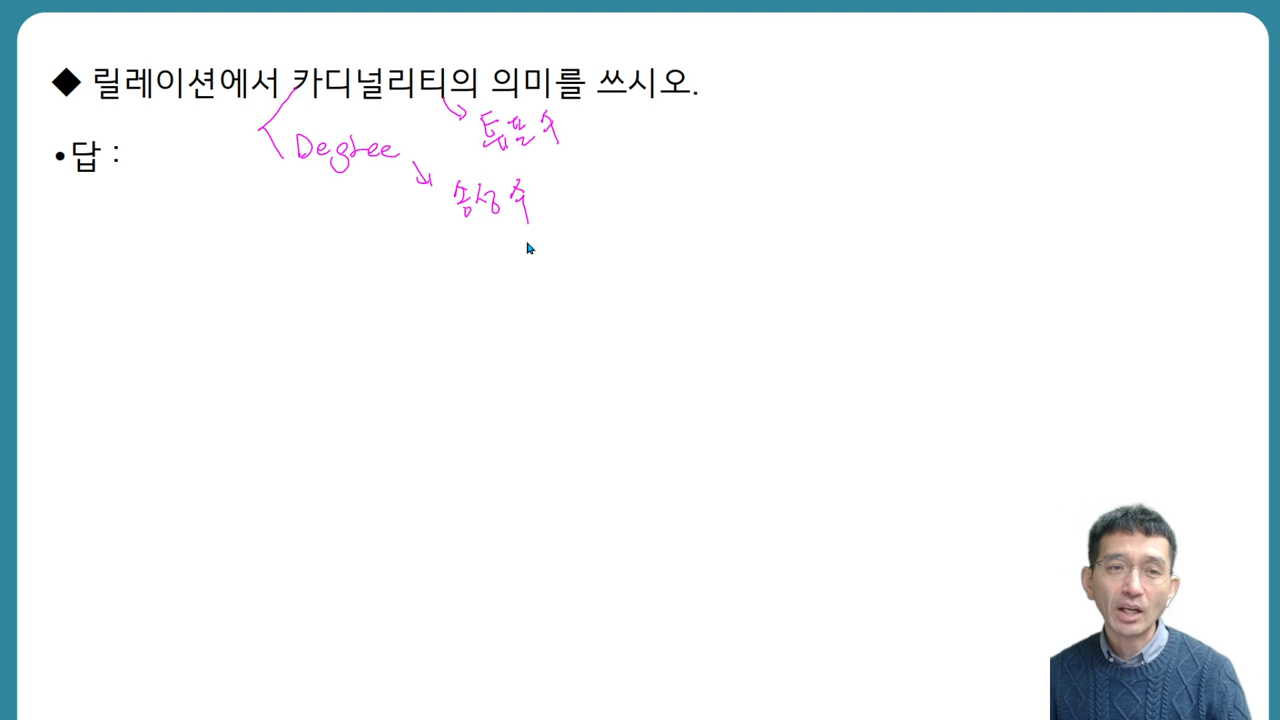 ◆ 릴레이션에서 카디널리티의 의미를 쓰시오.
튜플 수
•답 : Degree
속성 수